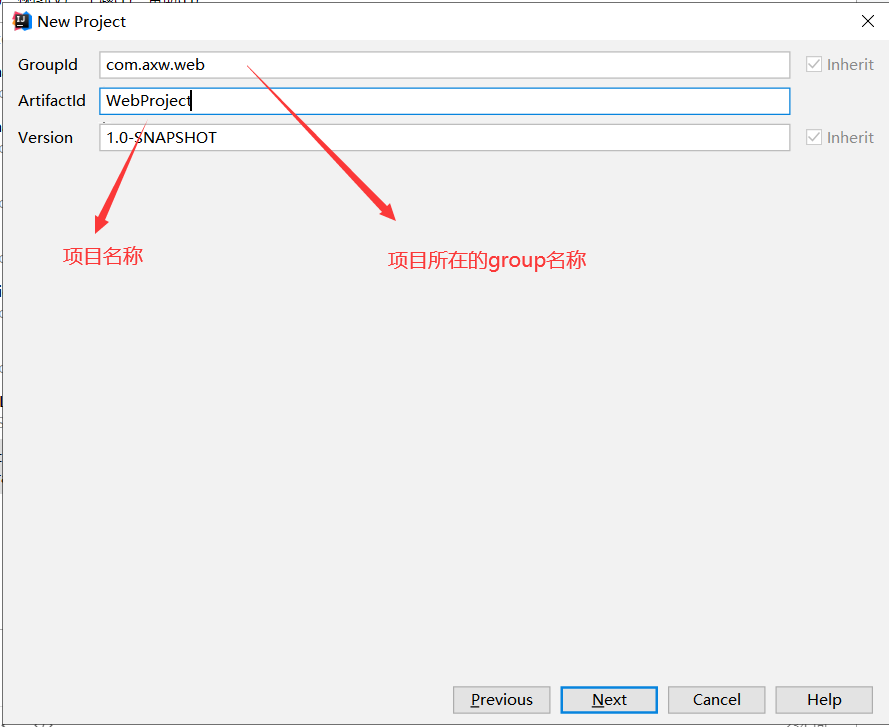 New Project
GroupId com.axw.web Inherit
ArtifactId WebProject
Version 1.0-SNAPSHOT Inherit
项目名称
项目所在的group名称
Previous Next Cancel Help